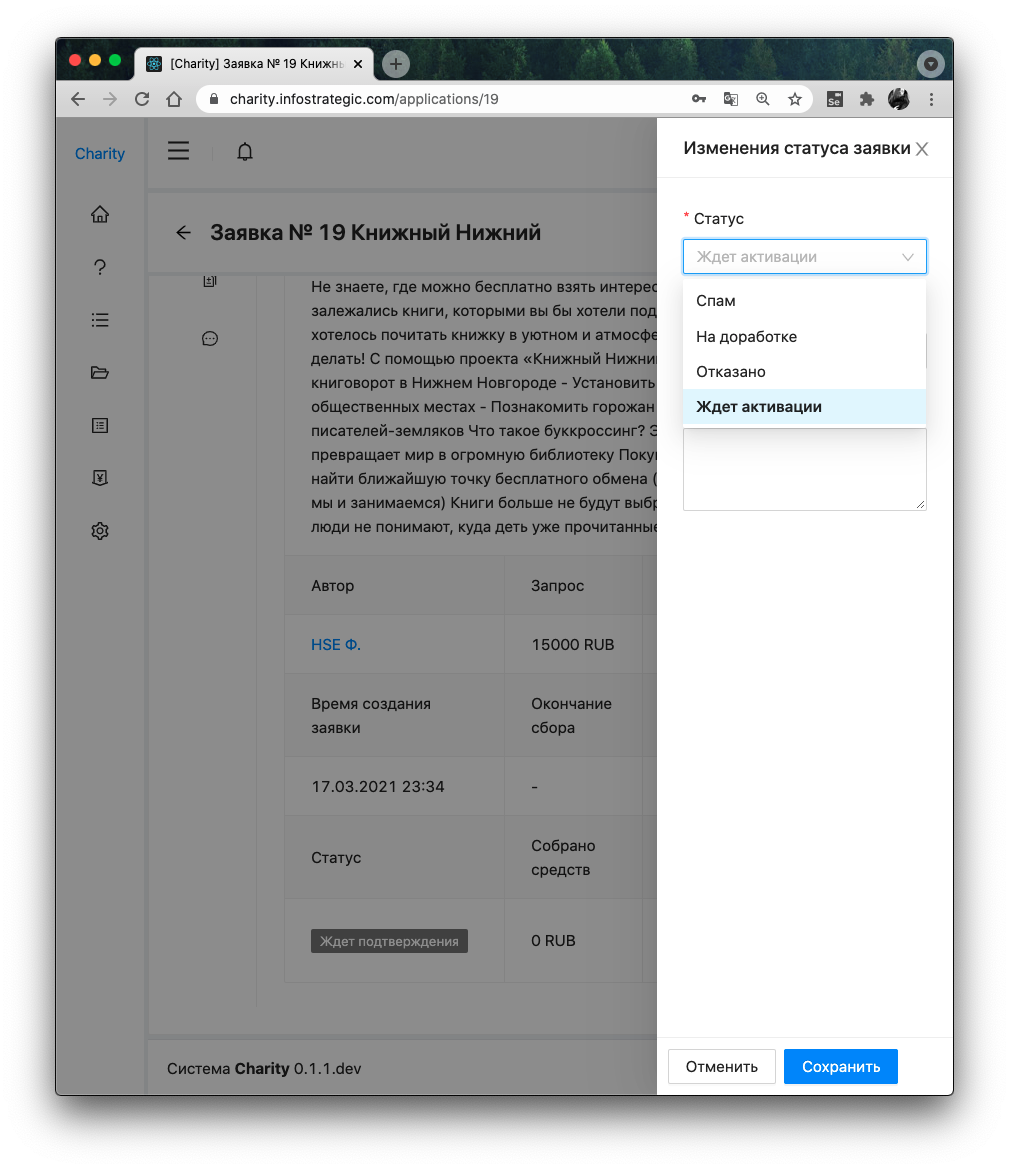 [Charity] Заявка № 19 Книжн
charity.infostrategic.com/applications/19
Se
Charity
Заявка № 19 Книжный Нижний
Не знаете, где можно бесплатно взять интерес
залежались книги, которыми вы бы хотели под
хотелось почитать книжку в уютном и атмосфе
делать! С помощью проекта «Книжный Нижни
книговорот в Нижнем Новгороде - Установить
общественных местах - Познакомить горожан
писателей-земляков Что такое буккроссинг? Э
превращает мир в огромную библиотеку Поку
найти ближайшую точку бесплатного обмена (
мы и занимаемся) Книги больше не будут выбр
люди не понимают, куда деть уже прочитанные
Автор
Запрос
HSE Ф.
15000 RUB
Время создания
заявки
Окончание
сбора
17.03.2021 23:34
-
Статус
Собрано
средств
Ждет подтверждения
0 RUB
Система Charity 0.1.1.dev
Изменения статуса заявки
* Статус
Ждет активации
Спам
На доработке
Отказано
Ждет активации
Отменить
Сохранить